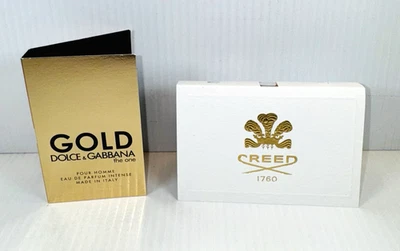 GOLD
DOLCE & GABBANA
the one
POUR HOMME
EAU DE PARFUM INTENSE
MADE IN ITALY
CREED
1760